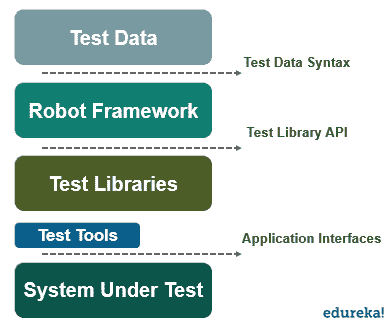 Test Data
Test Data Syntax
Robot Framework
Test Library API
Test Libraries
Test Tools
Application Interfaces
System Under Test
edureka!